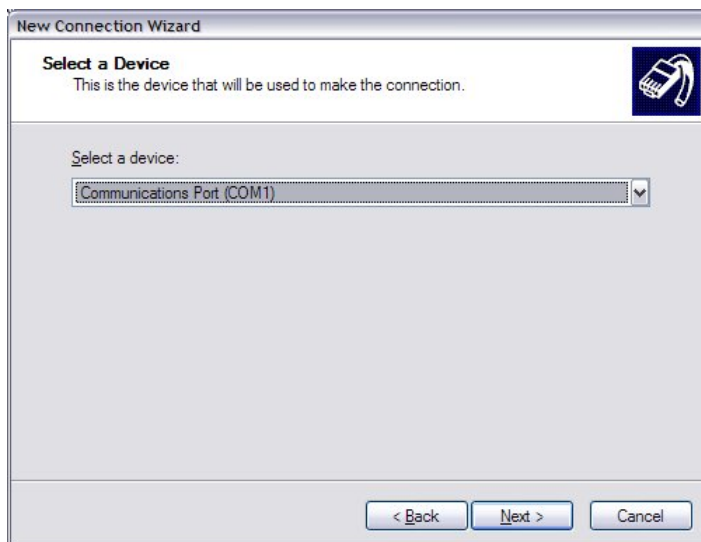 New Connection Wizard
Select a Device
This is the device that will be used to make the connection.
Select a device:
Communications Port (COM1)
< Back
Next >
Cancel